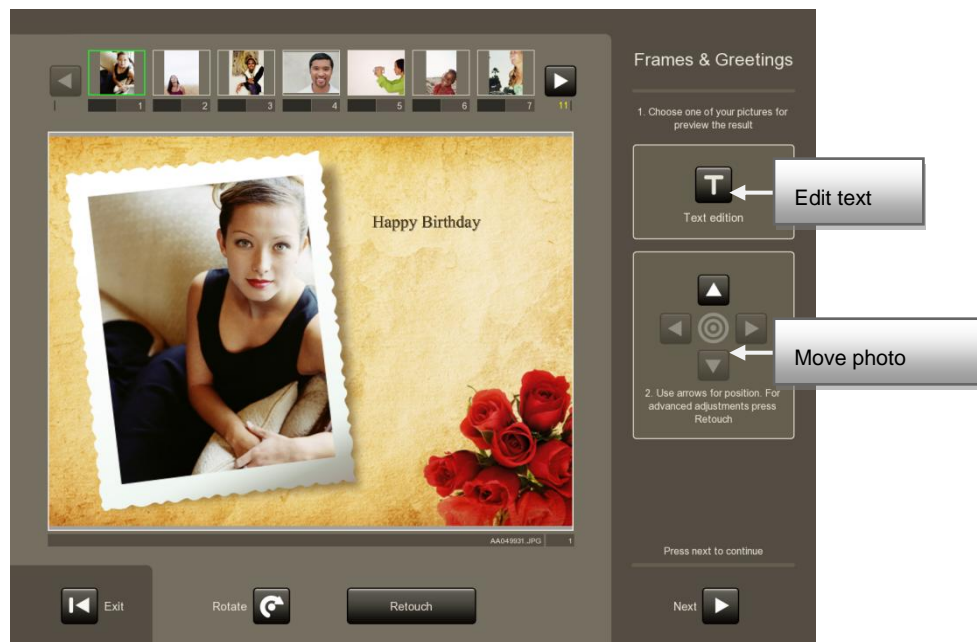 Frames & Greetings
1 2 3 4 5 6 7 11
1. Choose one of your pictures for
preview the result
T
Text edition
Edit text
Happy Birthday
Move photo
2. Use arrows for position. For
advanced adjustments press
Retouch
AA049931.JPG 1
Press next to continue
Exit
Rotate
Retouch
Next